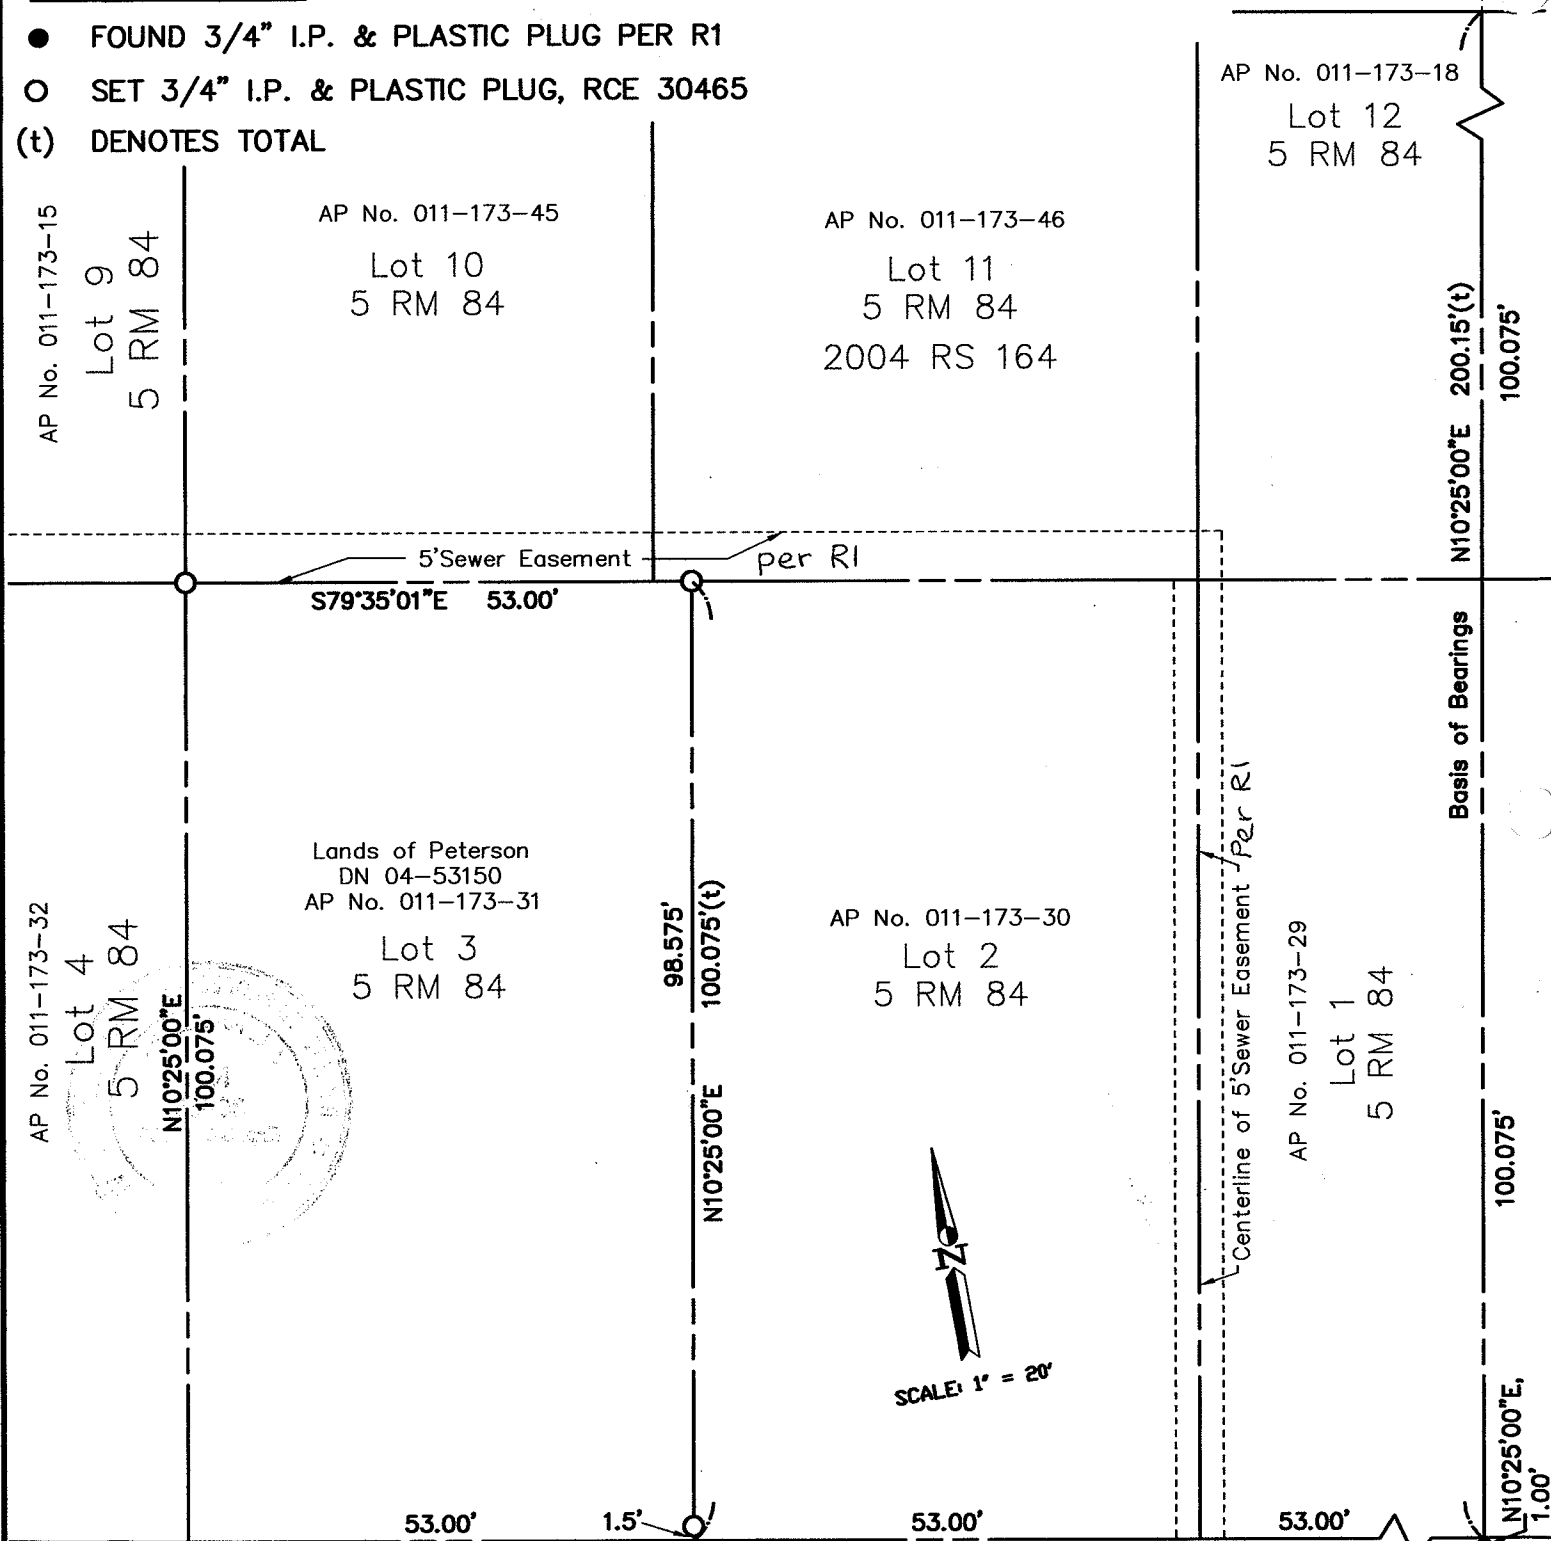 FOUND 3/4" I.P. & PLASTIC PLUG PER R1
SET 3/4" I.P. & PLASTIC PLUG, RCE 30465
(t) DENOTES TOTAL
AP No. 011-173-18
Lot 12
5 RM 84
AP No. 011-173-15
Lot 9
5 RM 84
AP No. 011-173-45
Lot 10
5 RM 84
AP No. 011-173-46
Lot 11
5 RM 84
2004 RS 164
N10°25'00"E 200.15'(t)
100.075'
5'Sewer Easement per R1
S79°35'01"E 53.00'
Basis of Bearings
Lands of Peterson
DN 04-53150
AP No. 011-173-31
Lot 3
5 RM 84
AP No. 011-173-32
Lot 4
5 RM 84
N10°25'00"E
100.075'
98.575'
N10°25'00"E 100.075'(t)
AP No. 011-173-30
Lot 2
5 RM 84
Centerline of 5'Sewer Easement Per R1
AP No. 011-173-29
Lot 1
5 RM 84
100.075'
N
SCALE: 1" = 20'
N10°25'00"E,
1.00'
53.00'
1.5'
53.00'
53.00'